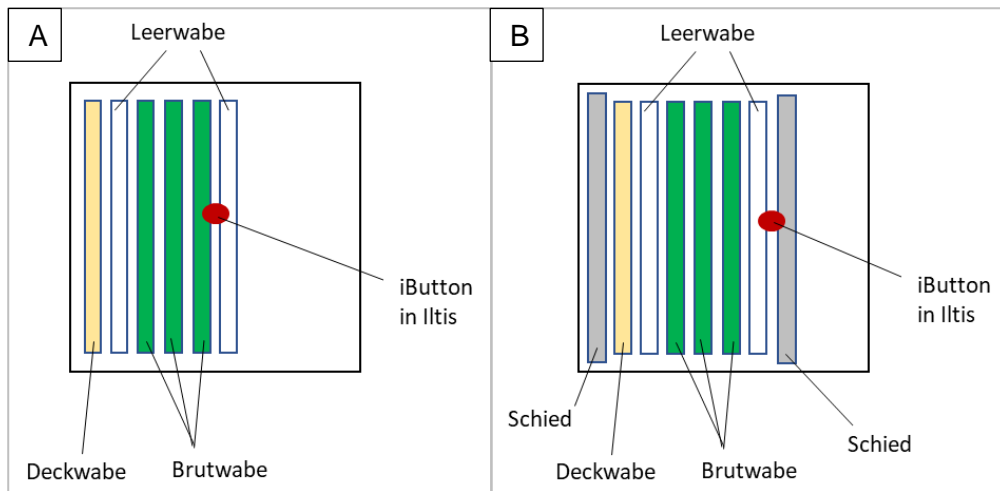 A
Leerwabe
iButton
in Iltis
Deckwabe
Brutwabe
B
Leerwabe
iButton
in Iltis
Schied
Schied
Deckwabe
Brutwabe